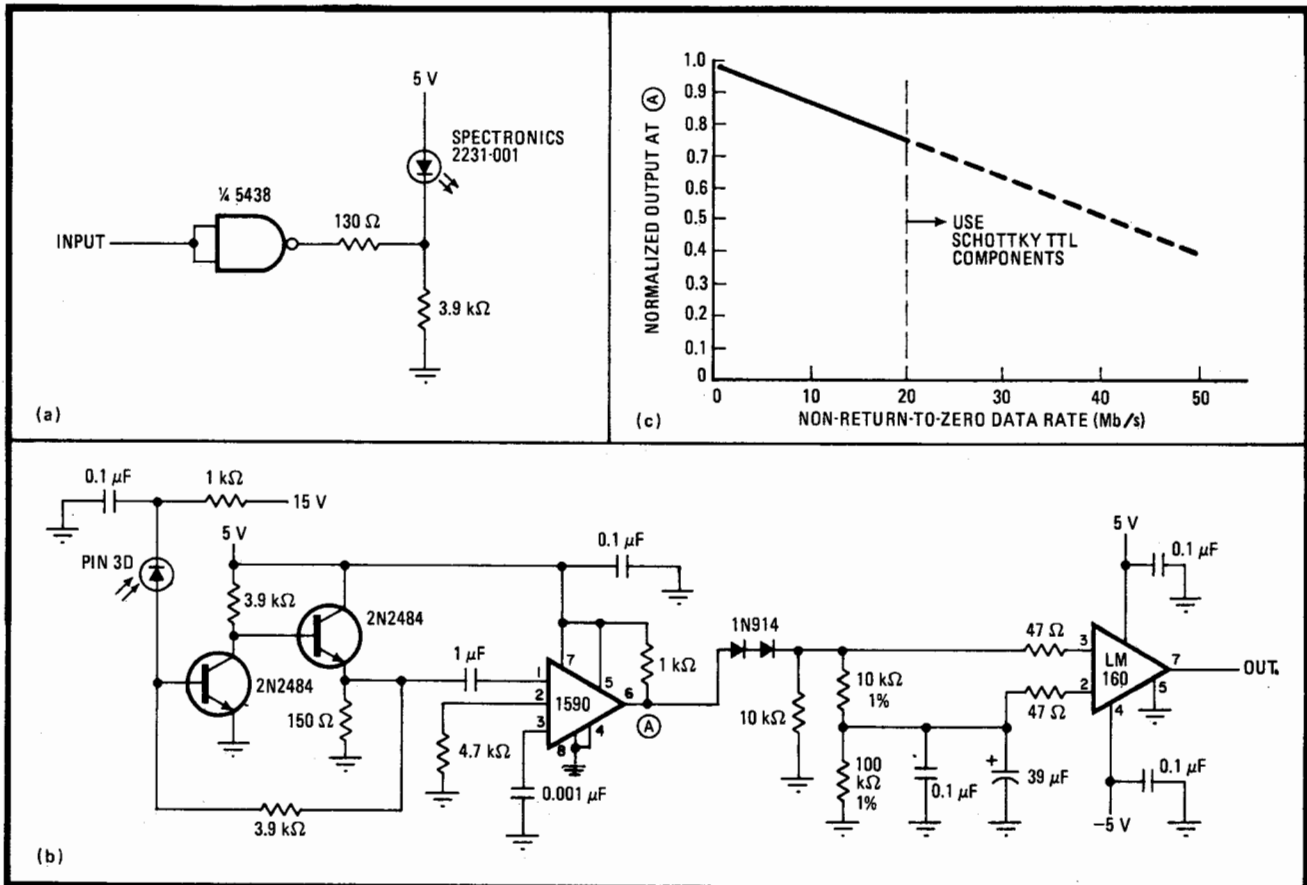 5 V
SPECTRONICS
2231-001
¼ 5438
130 Ω
INPUT
3.9 kΩ
(a)
NORMALIZED OUTPUT AT Ⓐ
1.0
0.9
0.8
0.7
0.6
0.5
0.4
0.3
0.2
0.1
0
USE
SCHOTTKY TTL
COMPONENTS
0
10
20
30
40
50
NON-RETURN-TO-ZERO DATA RATE (Mb/s)
(c)
0.1 µF
1 kΩ
15 V
5 V
PIN 3D
3.9 kΩ
2N2484
2N2484
150 Ω
3.9 kΩ
1 µF
4.7 kΩ
0.001 µF
0.1 µF
1
2
3
7
5
1590
6
4
8
1 kΩ
Ⓐ
1N914
10 kΩ
10 kΩ
1%
100
kΩ
1%
0.1 µF
+
39 µF
47 Ω
47 Ω
5 V
0.1 µF
3
2
LM
160
7
5
4
OUT.
0.1 µF
−5 V
(b)